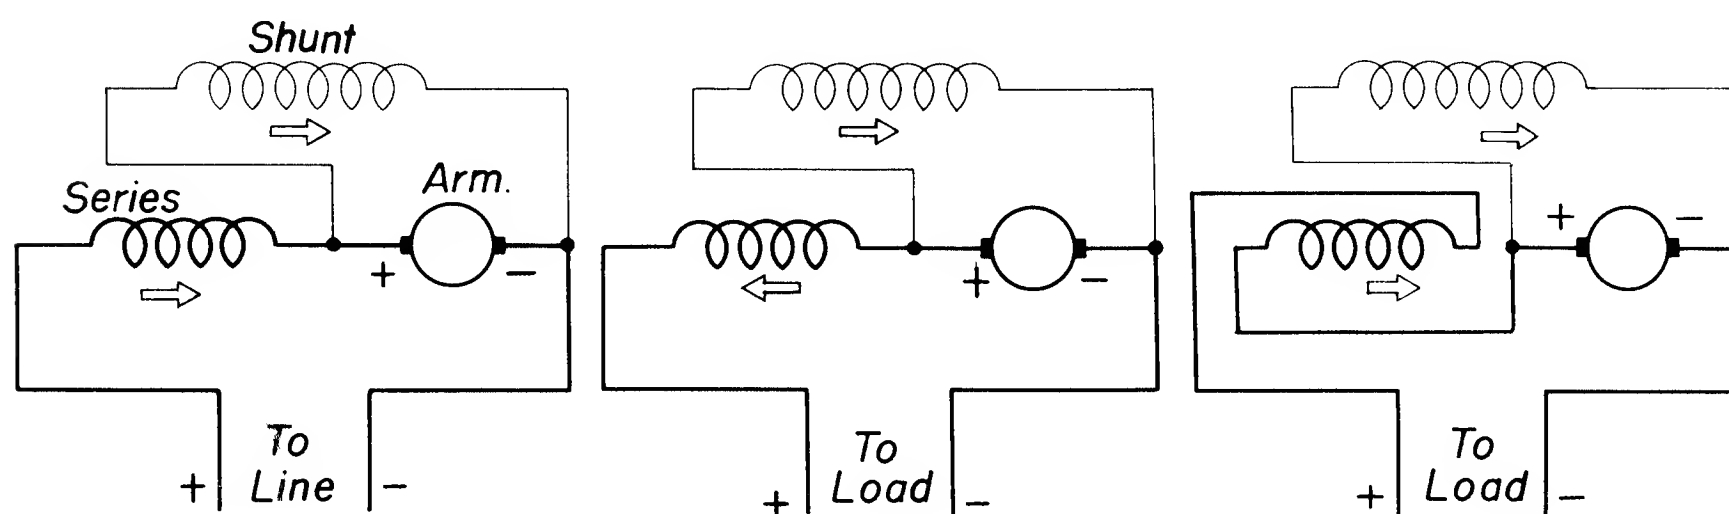 Shunt
Series
Arm.
+ −
To
Line
+ −
+ −
To
Load
+ −
+ −
To
Load
+ −